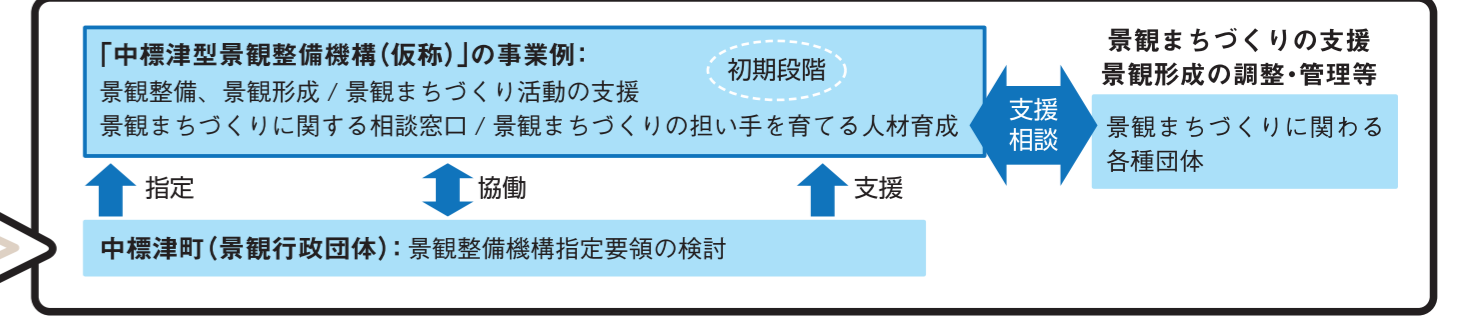 「中標津型景観整備機構（仮称）」の事業例：
初期段階
景観整備、景観形成 / 景観まちづくり活動の支援
景観まちづくりに関する相談窓口 / 景観まちづくりの担い手を育てる人材育成
支援
相談
景観まちづくりの支援
景観形成の調整・管理等
景観まちづくりに関わる
各種団体
指定
協働
支援
中標津町（景観行政団体）：景観整備機構指定要領の検討